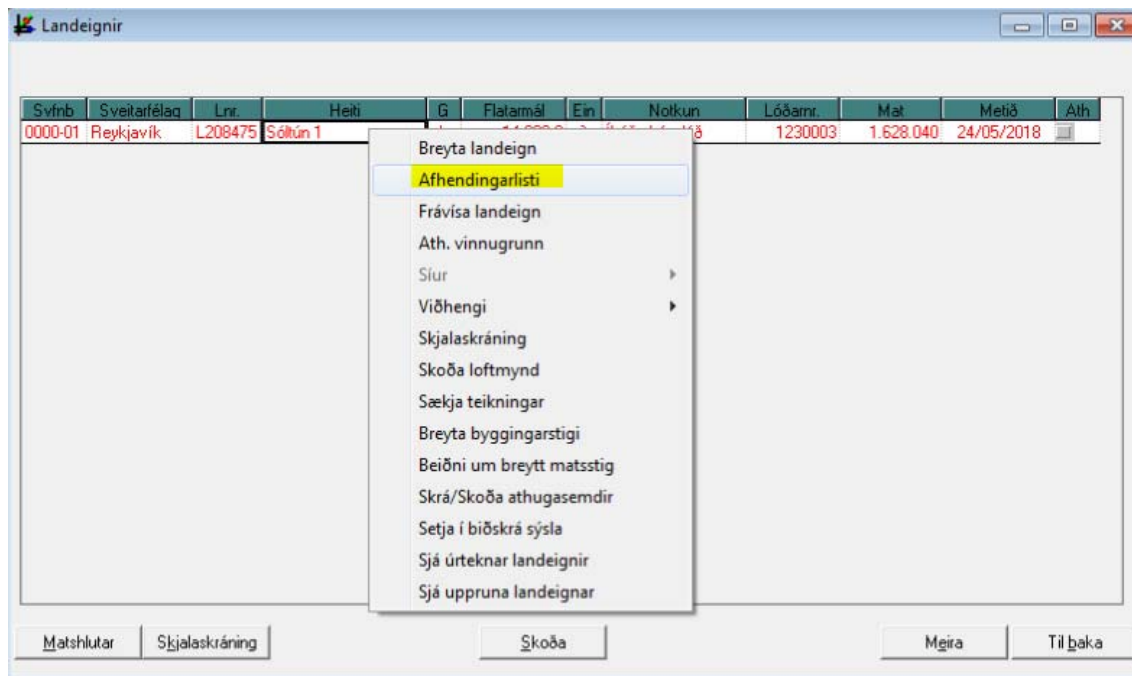 Landeignir
Svfnb Sveitarfélag Lnr. Heiti G Flatarmál Ein Notkun Lóðarnr. Mat Metið Ath
0000-01 Reykjavík L208475 Sóltún 1 1230003 1.628.040 24/05/2018
Breyta landeign
Afhendingarlisti
Frávísa landeign
Ath. vinnugrunn
Síur
Viðhengi
Skjalaskráning
Skoða loftmynd
Sækja teikningar
Breyta byggingarstigi
Beiðni um breytt matsstig
Skrá/Skoða athugasemdir
Setja í biðskrá sýsla
Sjá úrteknar landeignir
Sjá uppruna landeignar
Matshlutar Skjalaskráning Skoða Meira Til baka